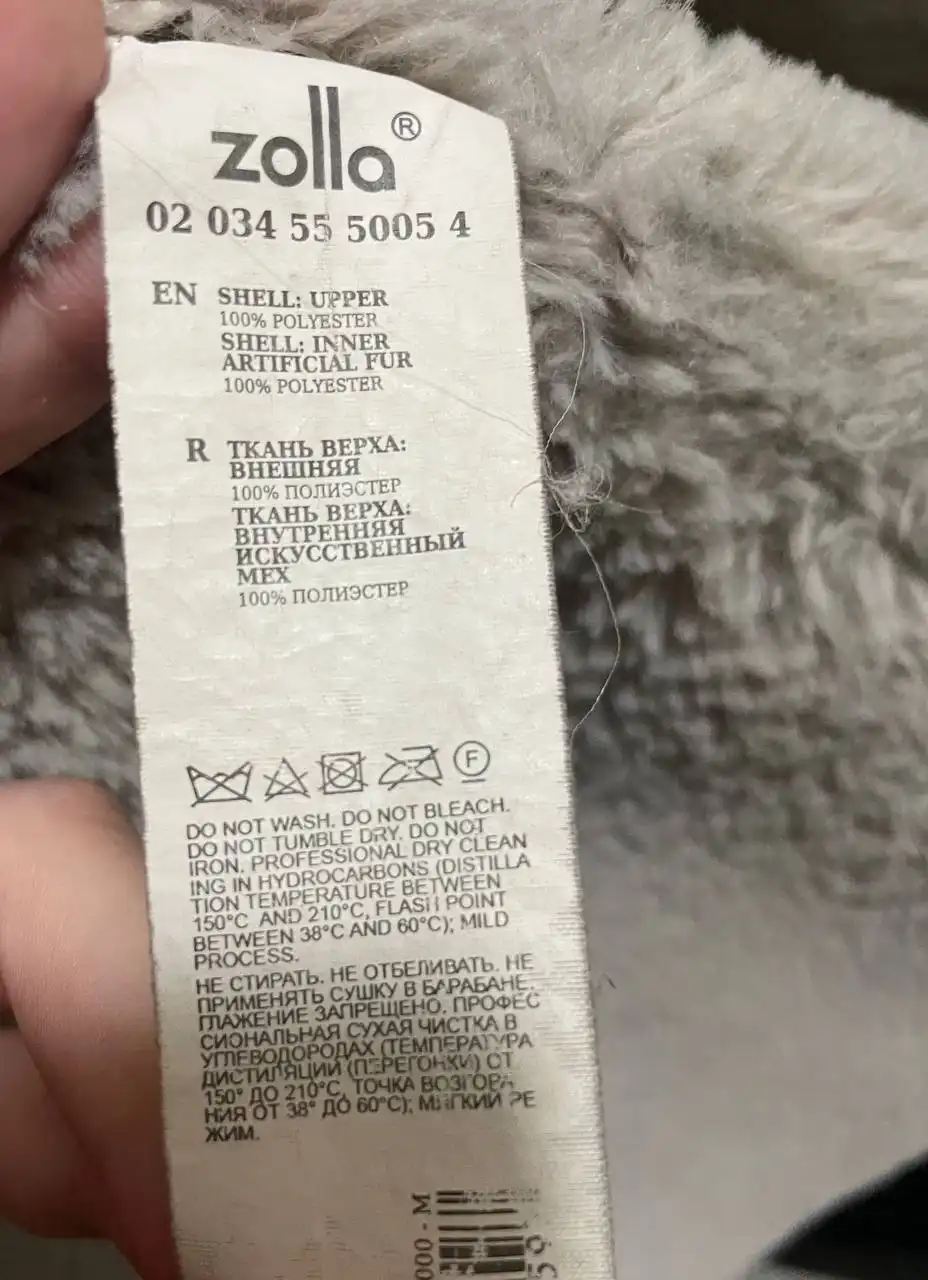 zolla®
02 034 55 5005 4
EN SHELL: UPPER
100% POLYESTER
SHELL: INNER
ARTIFICIAL FUR
100% POLYESTER
R ТКАНЬ ВЕРХА:
ВНЕШНЯЯ
100% ПОЛИЭСТЕР
ТКАНЬ ВЕРХА:
ВНУТРЕННЯЯ
ИСКУССТВЕННЫЙ
МЕХ
100% ПОЛИЭСТЕР
F
DO NOT WASH. DO NOT BLEACH.
DO NOT TUMBLE DRY. DO NOT
IRON. PROFESSIONAL DRY CLEAN
ING IN HYDROCARBONS (DISTILLA
TION TEMPERATURE BETWEEN
150°C AND 210°C, FLASH POINT
BETWEEN 38°C AND 60°C); MILD
PROCESS.
НЕ СТИРАТЬ. НЕ ОТБЕЛИВАТЬ. НЕ
ПРИМЕНЯТЬ СУШКУ В БАРАБАНЕ.
ГЛАЖЕНИЕ ЗАПРЕЩЕНО. ПРОФЕС
СИОНАЛЬНАЯ СУХАЯ ЧИСТКА В
УГЛЕВОДОРОДАХ (ТЕМПЕРАТУРА
ДИСТИЛЯЦИИ (ПЕРЕГОНКИ) ОТ
150° ДО 210°C, ТОЧКА ВОЗГОРА
НИЯ ОТ 38° ДО 60°C); МЯГКИЙ РЕ
ЖИМ.
000 - M
59